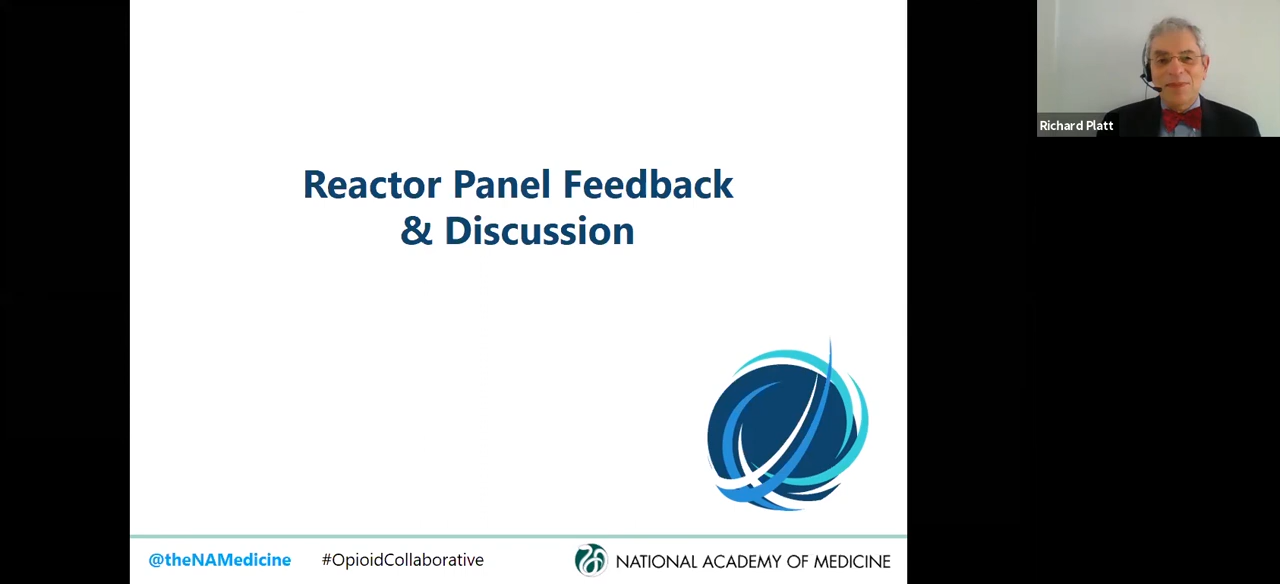 Reactor Panel Feedback
& Discussion
Richard Platt
@theNAMedicine
#OpioidCollaborative
NATIONAL ACADEMY OF MEDICINE